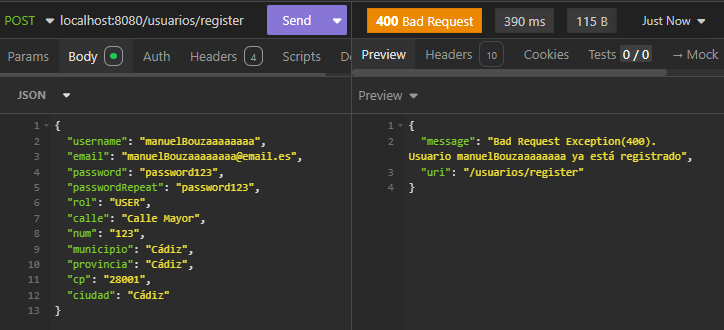 POST localhost:8080/usuarios/register Send
400 Bad Request 390 ms 115 B Just Now
Params Body Auth Headers 4 Scripts
Preview Headers 10 Cookies Tests 0 / 0 → Mock
JSON
Preview
1 {
2 "username": "manuelBouzaaaaaaaa",
3 "email": "manuelBouzaaaaaaaa@email.es",
4 "password": "password123",
5 "passwordRepeat": "password123",
6 "rol": "USER",
7 "calle": "Calle Mayor",
8 "num": "123",
9 "municipio": "Cádiz",
10 "provincia": "Cádiz",
11 "cp": "28001",
12 "ciudad": "Cádiz"
13 }
1 {
2 "message": "Bad Request Exception(400).
Usuario manuelBouzaaaaaaaa ya está registrado",
3 "uri": "/usuarios/register"
4 }